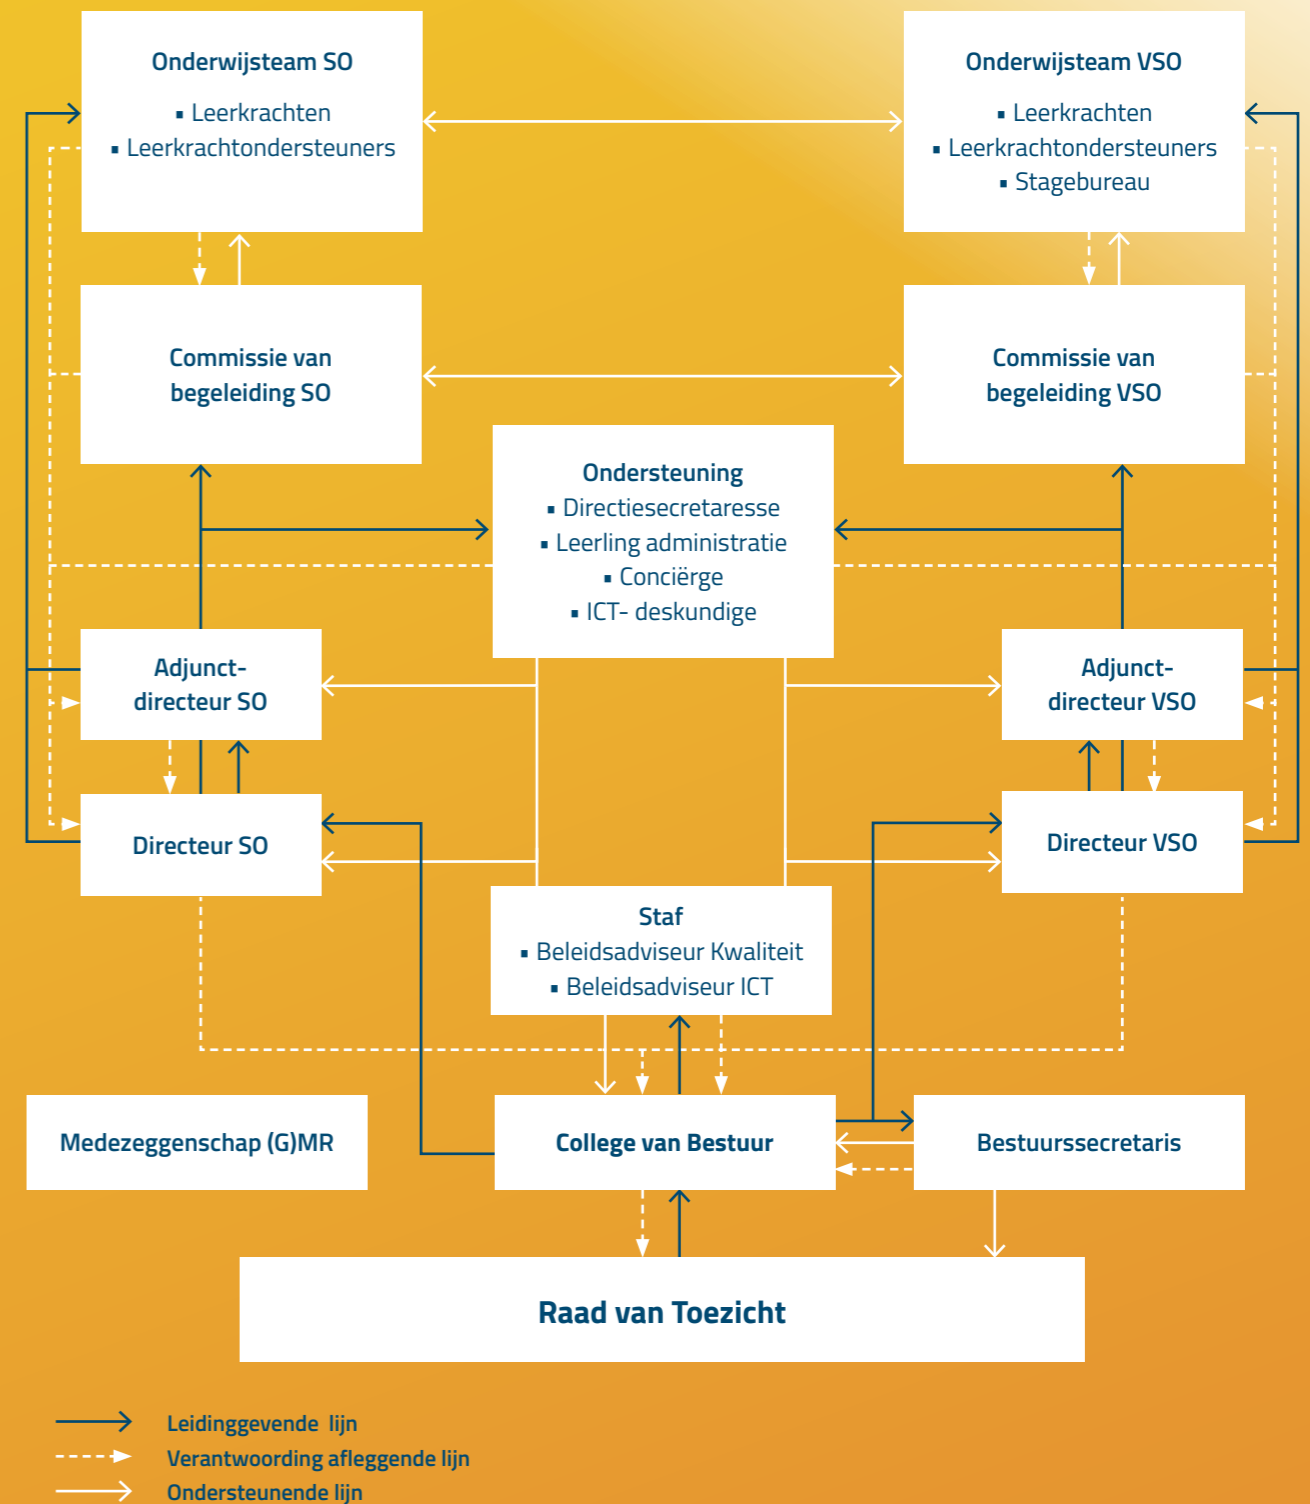 Onderwijsteam SO
▪ Leerkrachten
▪ Leerkrachtondersteuners
Onderwijsteam VSO
▪ Leerkrachten
▪ Leerkrachtondersteuners
▪ Stagebureau
Commissie van
begeleiding SO
Commissie van
begeleiding VSO
Ondersteuning
▪ Directiesecretaresse
▪ Leerling administratie
▪ Conciërge
▪ ICT- deskundige
Adjunct-
directeur SO
Adjunct-
directeur VSO
Directeur SO
Directeur VSO
Staf
▪ Beleidsadviseur Kwaliteit
▪ Beleidsadviseur ICT
Medezeggenschap (G)MR
College van Bestuur
Bestuurssecretaris
Raad van Toezicht
Leidinggevende lijn
Verantwoording afleggende lijn
Ondersteunende lijn